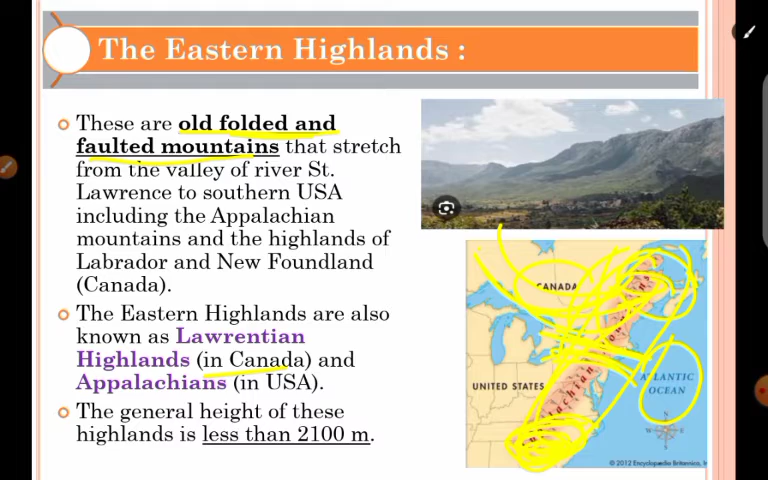 The Eastern Highlands :
These are old folded and
faulted mountains that stretch
from the valley of river St.
Lawrence to southern USA
including the Appalachian
mountains and the highlands of
Labrador and New Foundland
(Canada).
The Eastern Highlands are also
known as Lawrentian
Highlands (in Canada) and
Appalachians (in USA).
The general height of these
highlands is less than 2100 m.
CANADA
UNITED STATES
ATLANTIC
OCEAN
© 2012 Encyclopædia Britannica, I